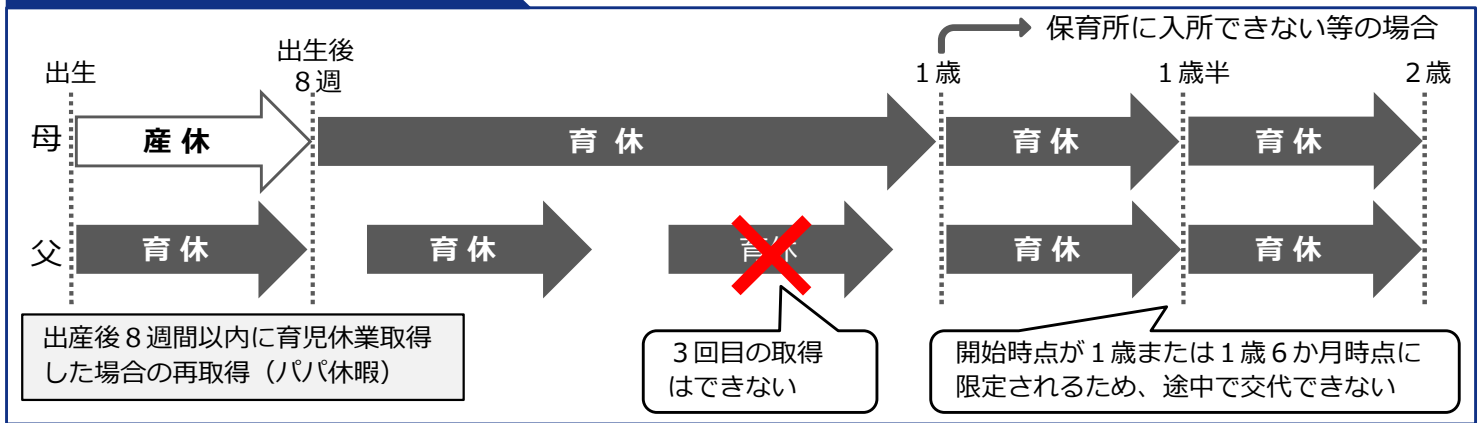 保育所に入所できない等の場合
出生
出生後
８週
１歳
１歳半
２歳
母
産 休
育 休
育 休
育 休
父
育 休
育 休
育休
育 休
育 休
出産後８週間以内に育児休業取得
した場合の再取得（パパ休暇）
３回目の取得
はできない
開始時点が１歳または１歳６か月時点に
限定されるため、途中で交代できない